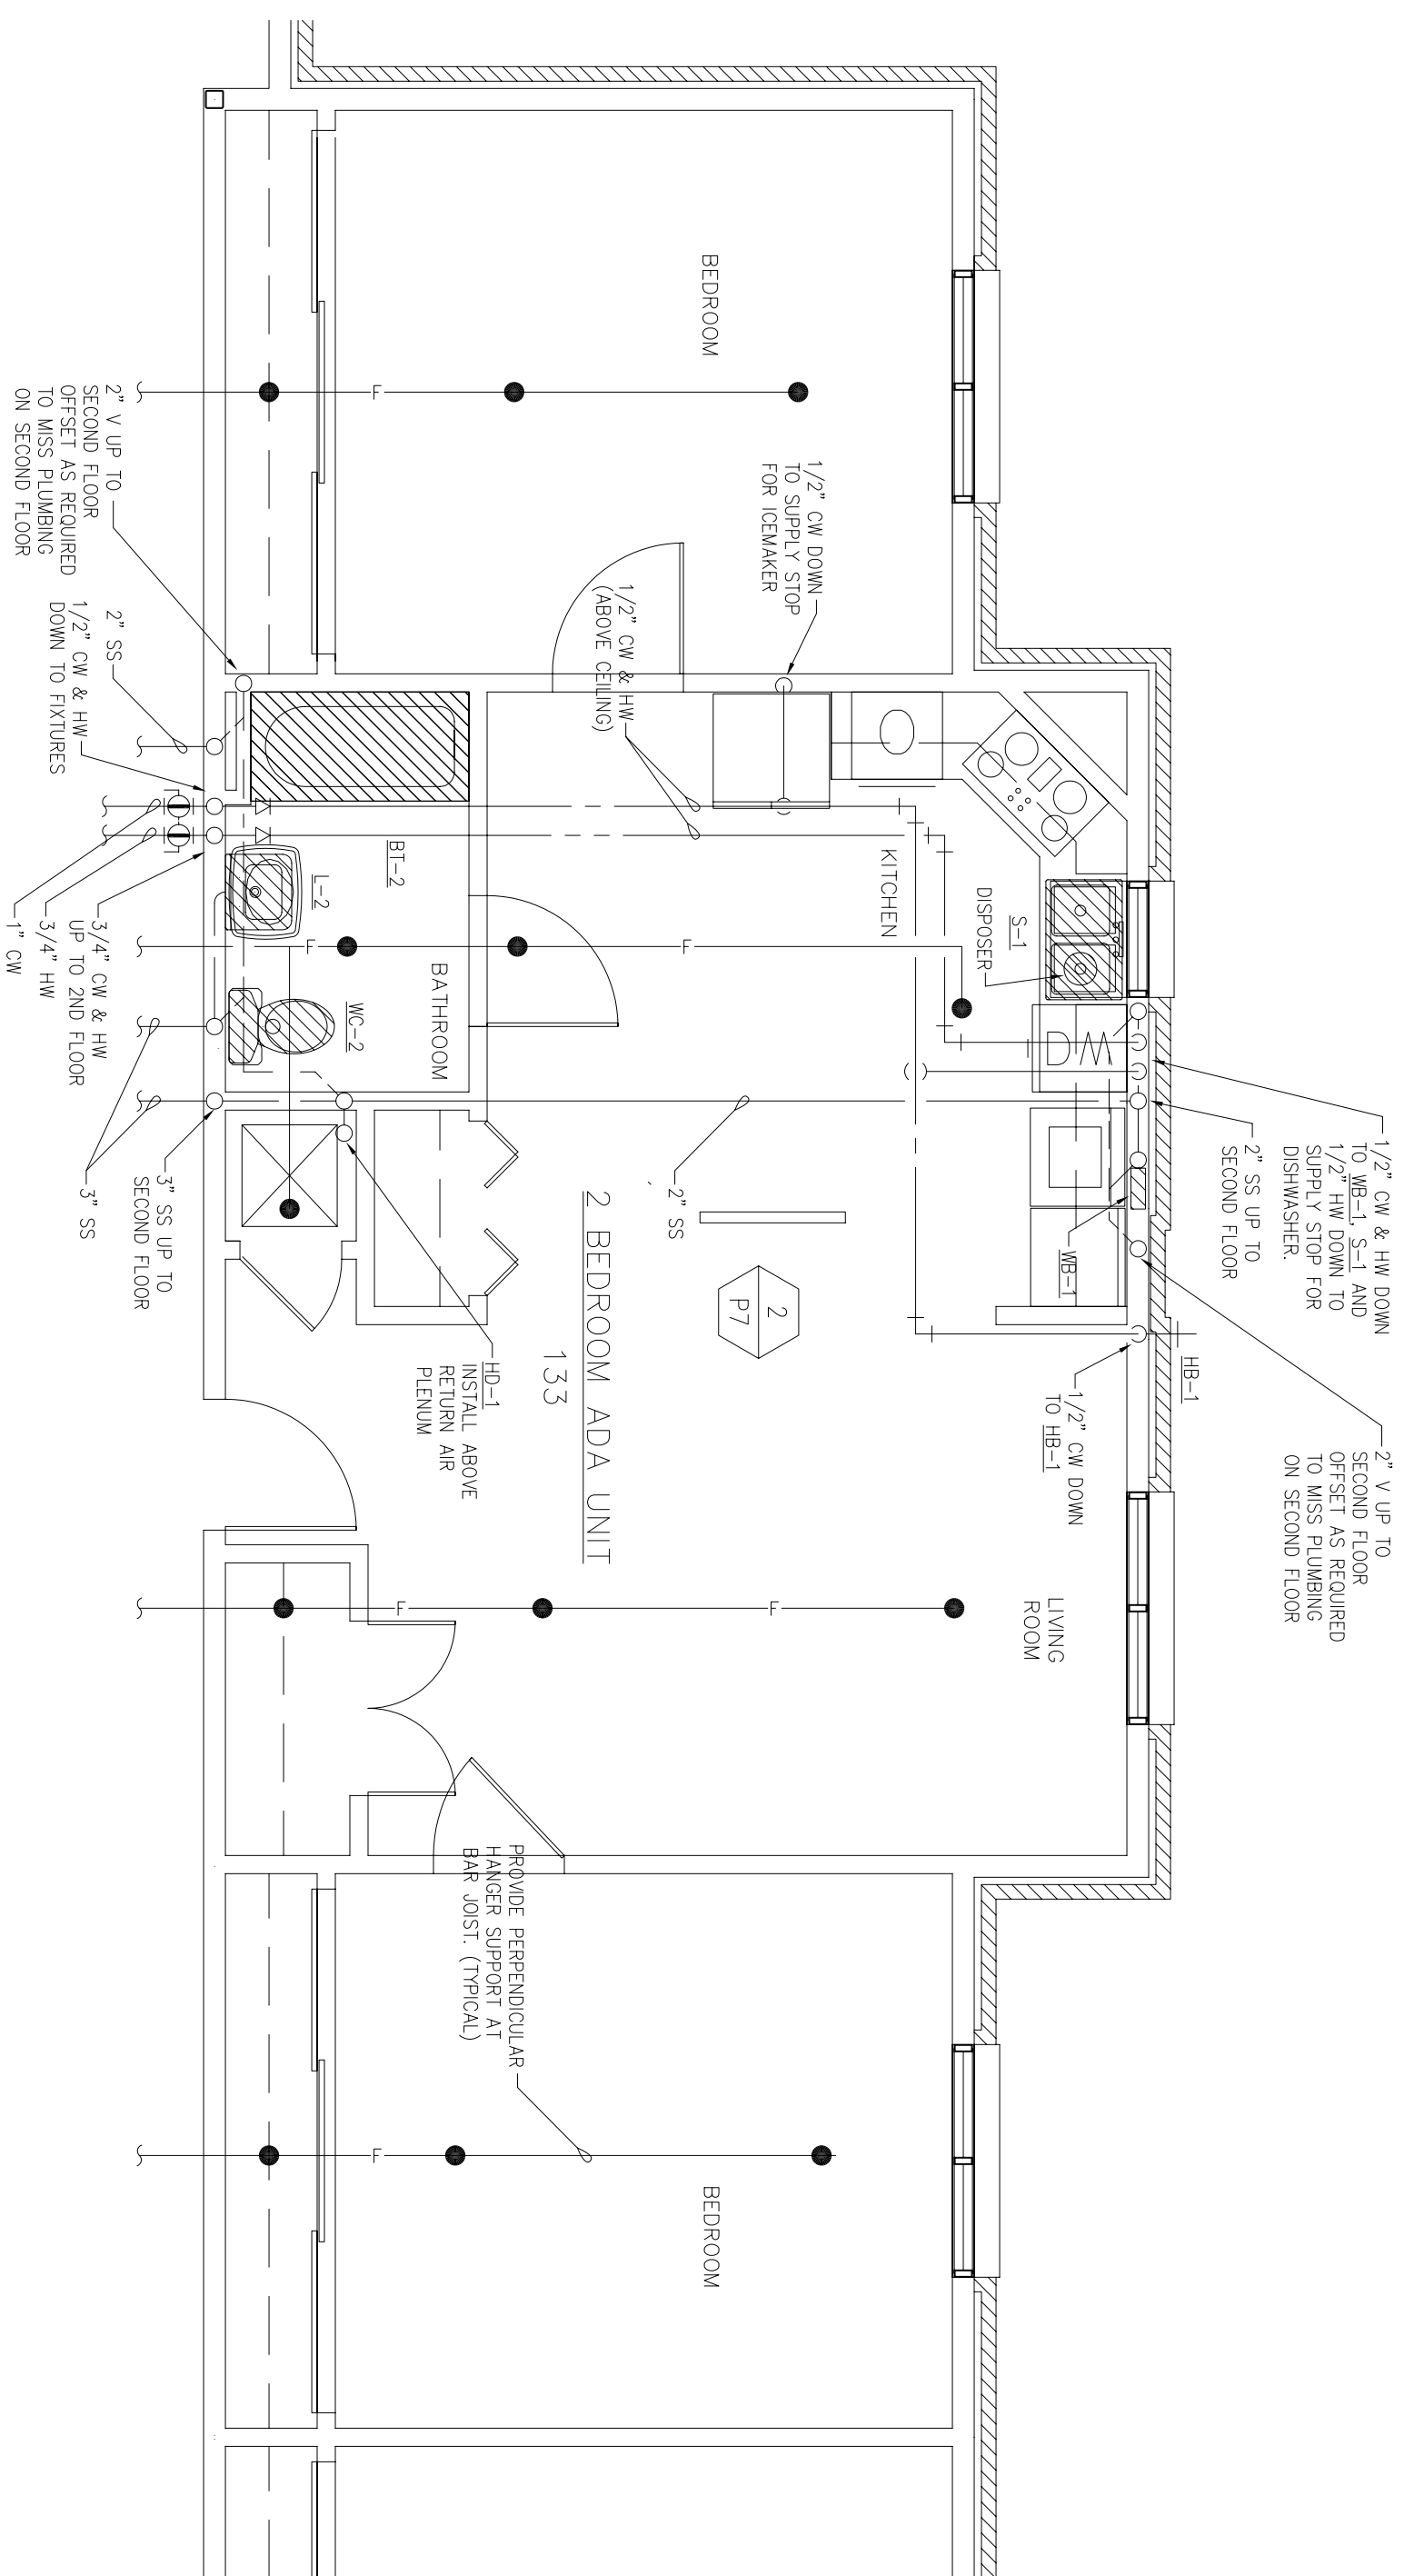 1/2" CW & HW DOWN
TO WB-1, S-1 AND
1/2" HW DOWN TO
SUPPLY STOP FOR
DISHWASHER.
2" SS UP TO
SECOND FLOOR
2" V UP TO
SECOND FLOOR
OFFSET AS REQUIRED
TO MISS PLUMBING
ON SECOND FLOOR
HB-1
1/2" CW DOWN
TO HB-1
WB-1
DW
S-1
DISPOSER
KITCHEN
LIVING
ROOM
BEDROOM
1/2" CW DOWN
TO SUPPLY STOP
FOR ICEMAKER
1/2" CW & HW
(ABOVE CEILING)
2" SS
2
P7
2 BEDROOM ADA UNIT
133
BEDROOM
F
F
F
F
F
F
BATHROOM
BT-2
L-2
WC-2
HD-1
INSTALL ABOVE
RETURN AIR
PLENUM
PROVIDE PERPENDICULAR
HANGER SUPPORT AT
BAR JOIST. (TYPICAL)
2" V UP TO
SECOND FLOOR
OFFSET AS REQUIRED
TO MISS PLUMBING
ON SECOND FLOOR
2" SS
1/2" CW & HW
DOWN TO FIXTURES
3/4" CW & HW
UP TO 2ND FLOOR
3/4" HW
1" CW
3" SS
3" SS UP TO
SECOND FLOOR